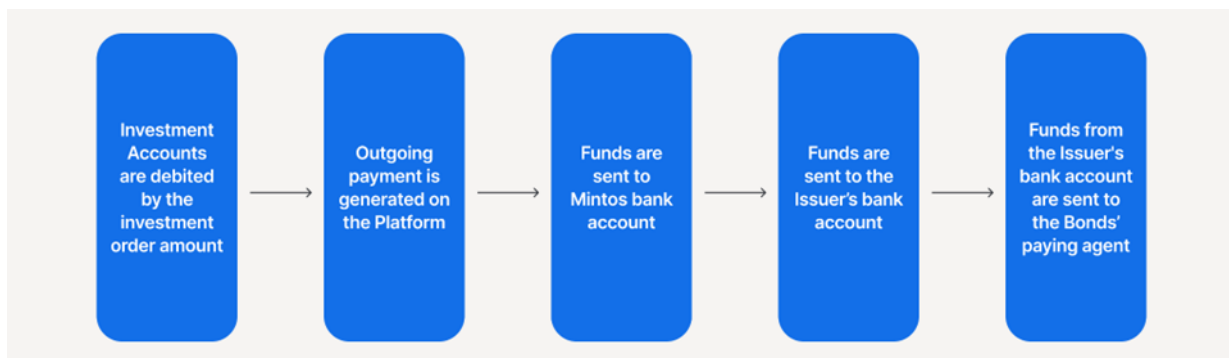 Investment
Accounts
are debited
by the
investment
order amount
Outgoing
payment is
generated on
the Platform
Funds are
sent to
Mintos bank
account
Funds are
sent to the
Issuer’s bank
account
Funds from
the Issuer's
bank account
are sent to
the Bonds’
paying agent